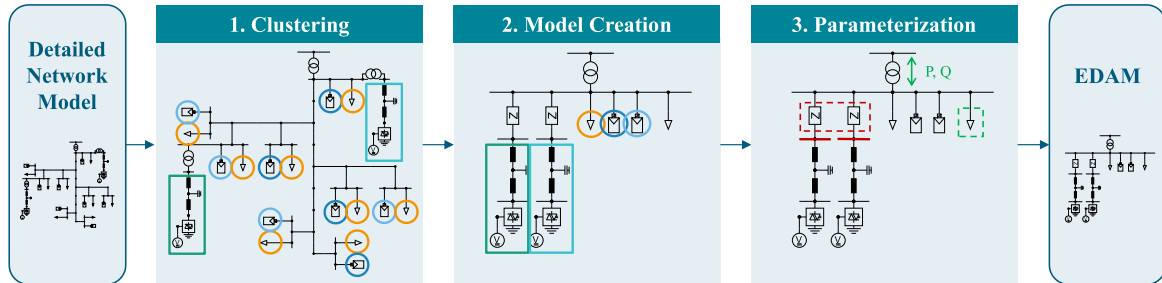 Detailed
Network
Model
1. Clustering
2. Model Creation
Z
Z
3. Parameterization
P, Q
Z
Z
EDAM